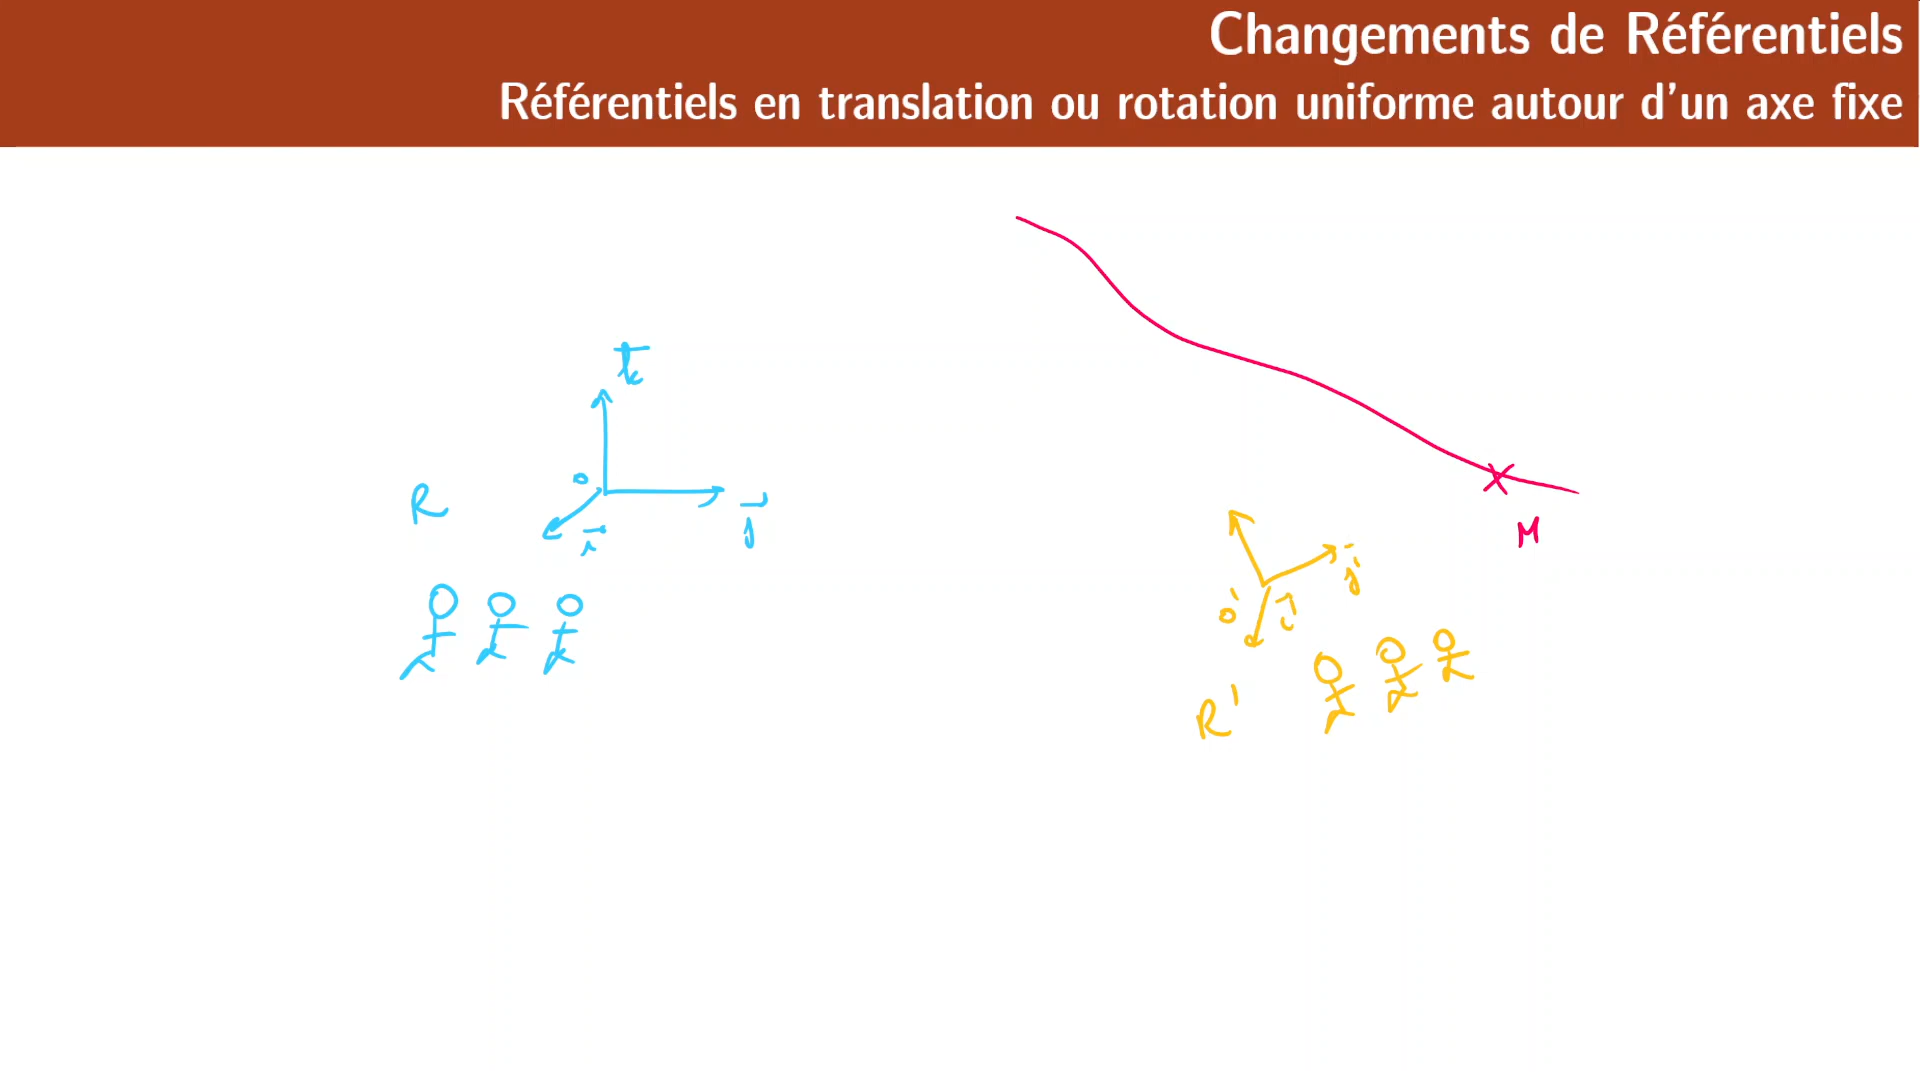 Changements de Référentiels
Référentiels en translation ou rotation uniforme autour d'un axe fixe
k
R
o
i
j
M
j'
o'
i'
R'